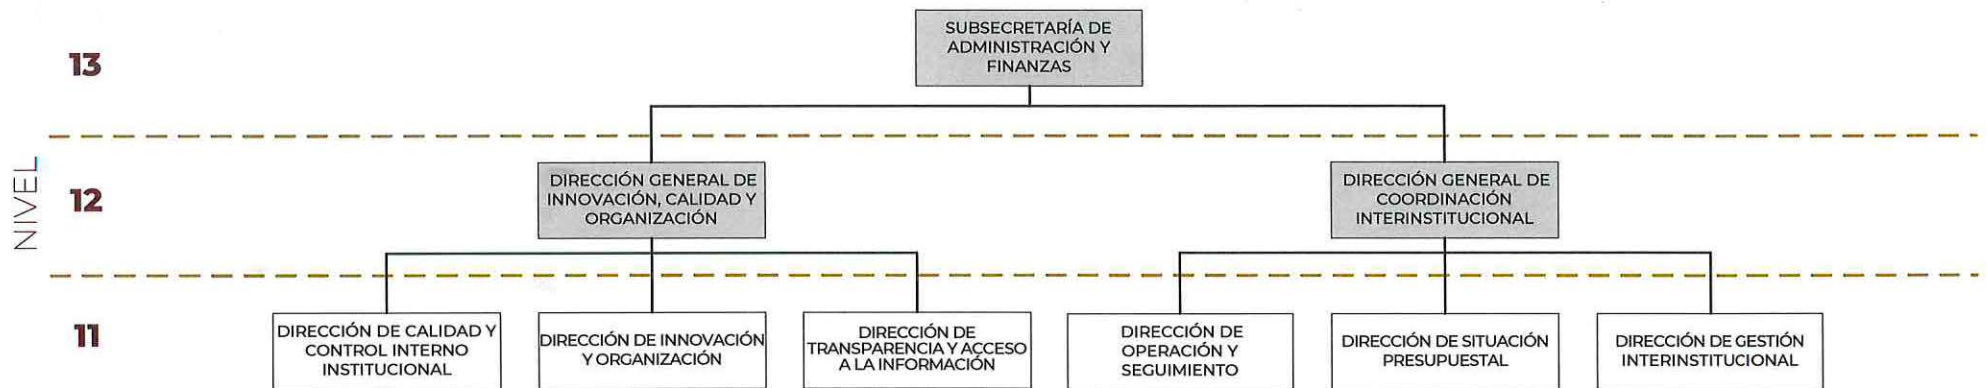 NIVEL
13
SUBSECRETARÍA DE
ADMINISTRACIÓN Y
FINANZAS
12
DIRECCIÓN GENERAL DE
INNOVACIÓN, CALIDAD Y
ORGANIZACIÓN
DIRECCIÓN GENERAL DE
COORDINACIÓN
INTERINSTITUCIONAL
11
DIRECCIÓN DE CALIDAD Y
CONTROL INTERNO
INSTITUCIONAL
DIRECCIÓN DE INNOVACIÓN
Y ORGANIZACIÓN
DIRECCIÓN DE
TRANSPARENCIA Y ACCESO
A LA INFORMACIÓN
DIRECCIÓN DE
OPERACIÓN Y
SEGUIMIENTO
DIRECCIÓN DE SITUACIÓN
PRESUPUESTAL
DIRECCIÓN DE GESTIÓN
INTERINSTITUCIONAL